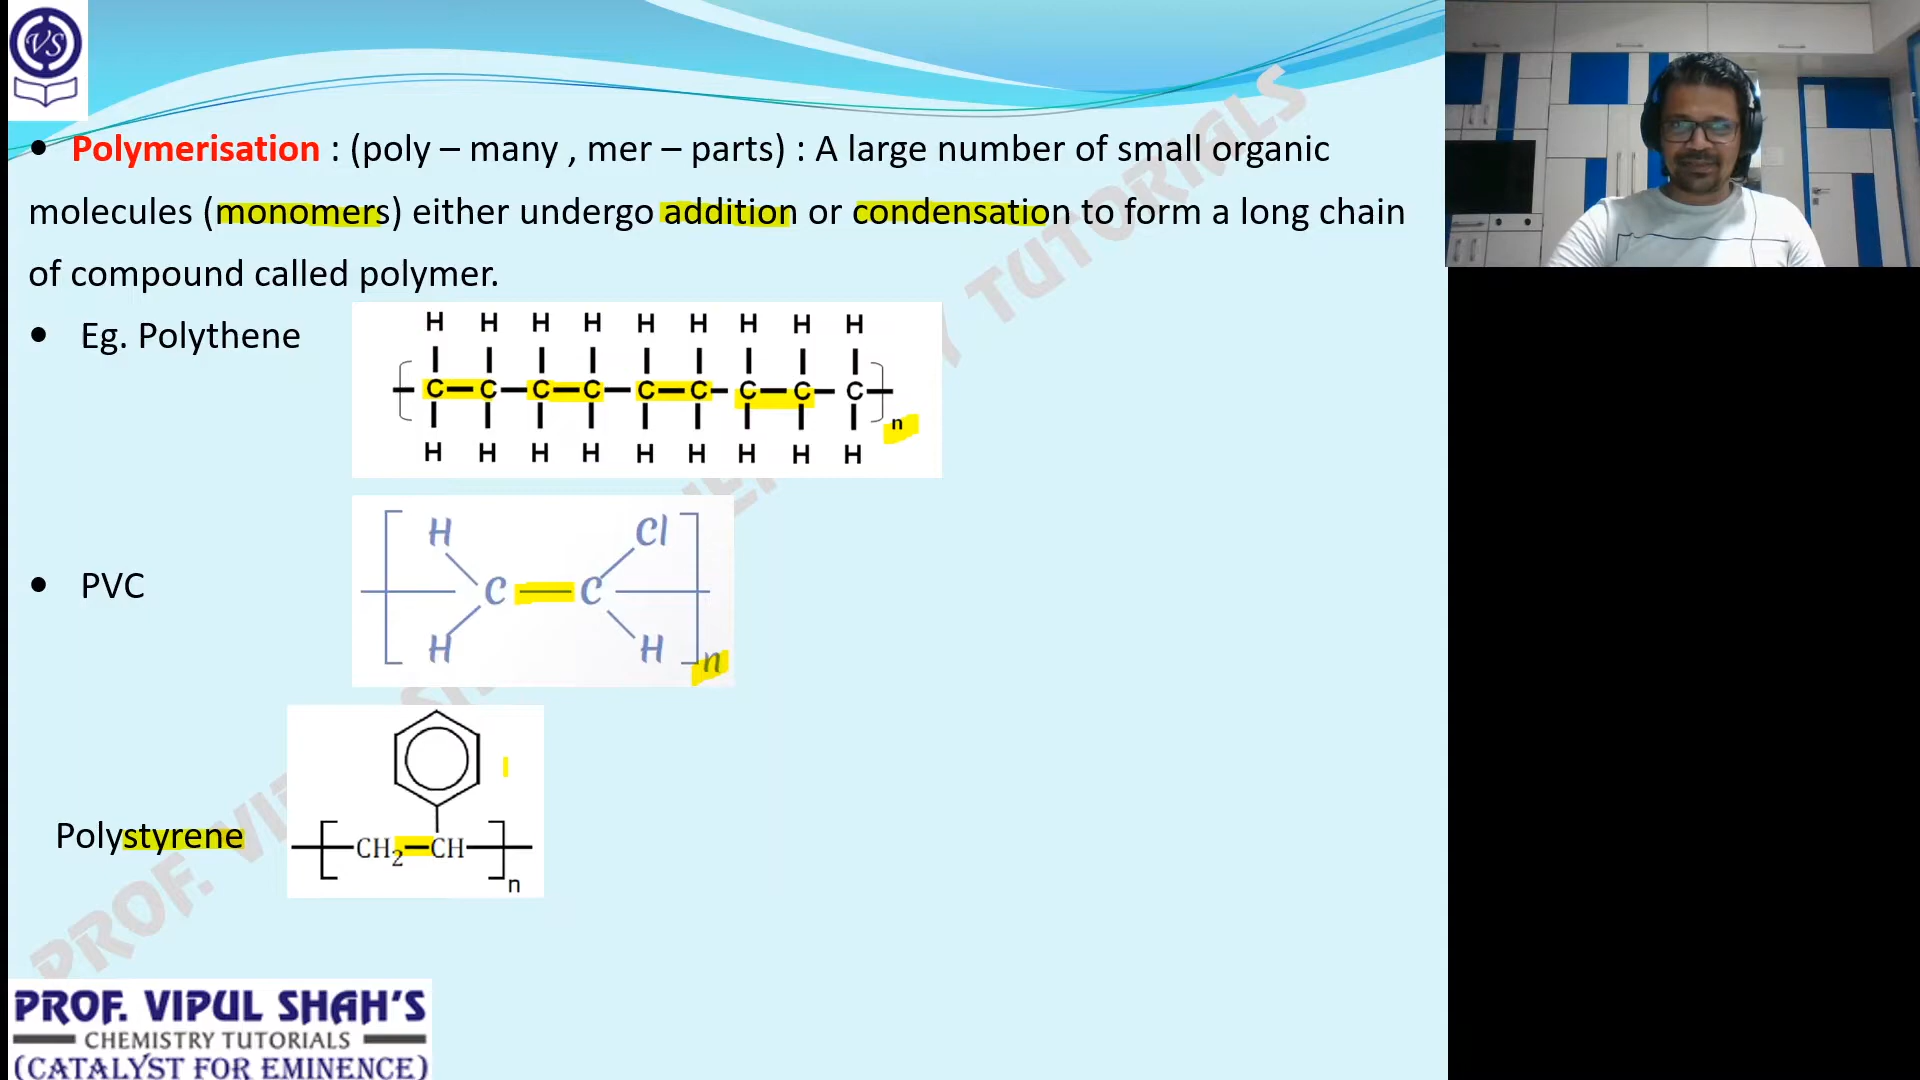 VS
• Polymerisation : (poly – many , mer – parts) : A large number of small organic
molecules (monomers) either undergo addition or condensation to form a long chain
of compound called polymer.
• Eg. Polythene
H H H H H H H H H
C C C C C C C C C
n
H H H H H H H H H
• PVC
H Cl
C C
H H
n
Polystyrene
CH2 CH
n
PROF. VIPUL SHAH'S
CHEMISTRY TUTORIALS
(CATALYST FOR EMINENCE)